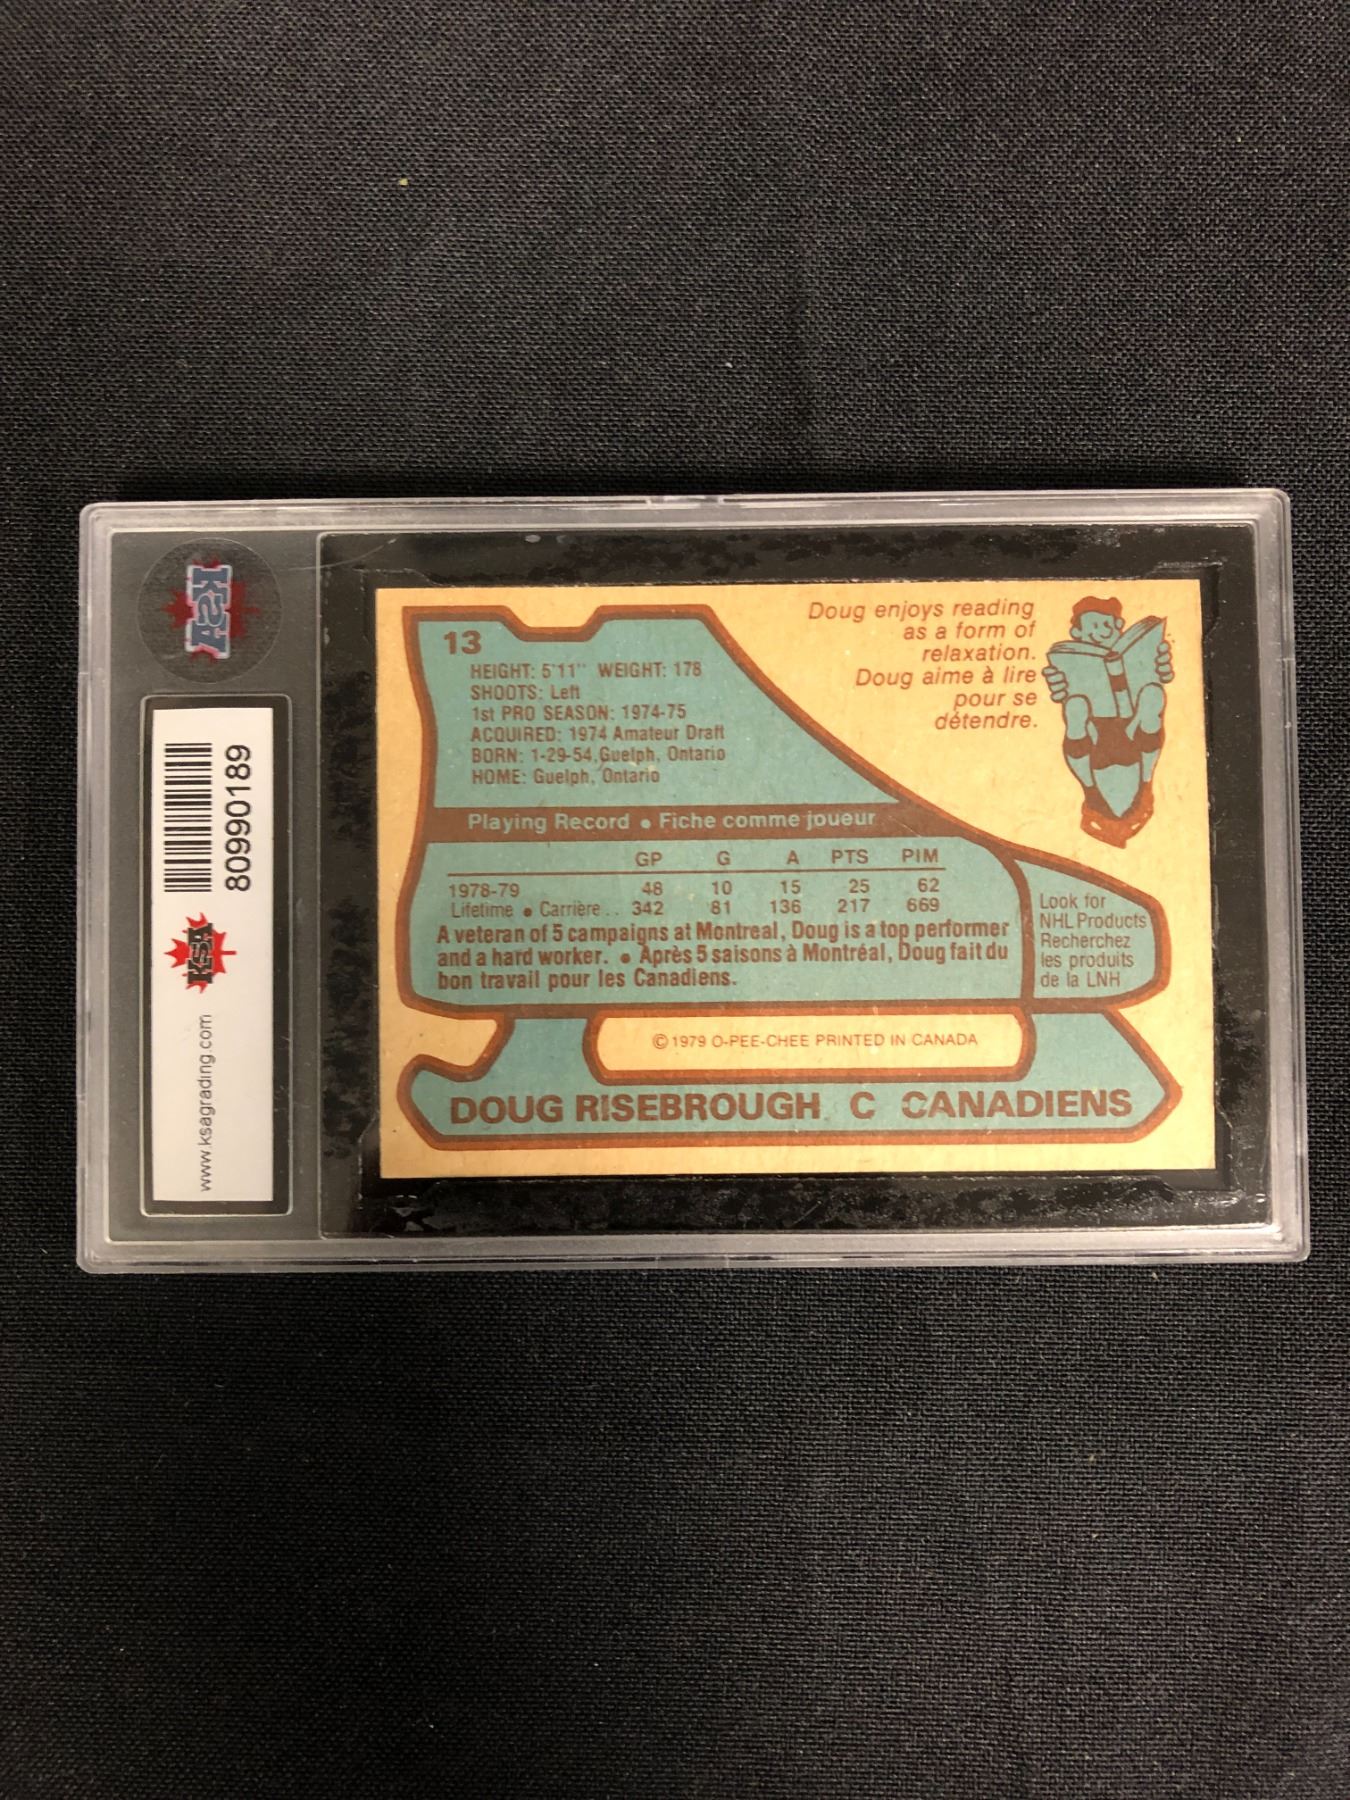 KSA
80990189
KSA
www.ksagrading.com
13
HEIGHT: 5'11" WEIGHT: 178
SHOOTS: Left
1st PRO SEASON: 1974-75
ACQUIRED: 1974 Amateur Draft
BORN: 1-29-54, Guelph, Ontario
HOME: Guelph, Ontario
Doug enjoys reading
as a form of
relaxation.
Doug aime à lire
pour se
détendre.
Playing Record • Fiche comme joueur
GP G A PTS PIM
1978-79 48 10 15 25 62
Lifetime • Carrière .. 342 81 136 217 669
A veteran of 5 campaigns at Montreal, Doug is a top performer
and a hard worker. • Après 5 saisons à Montréal, Doug fait du
bon travail pour les Canadiens.
Look for
NHL Products
Recherchez
les produits
de la LNH
© 1979 O-PEE-CHEE PRINTED IN CANADA
DOUG RISEBROUGH C CANADIENS